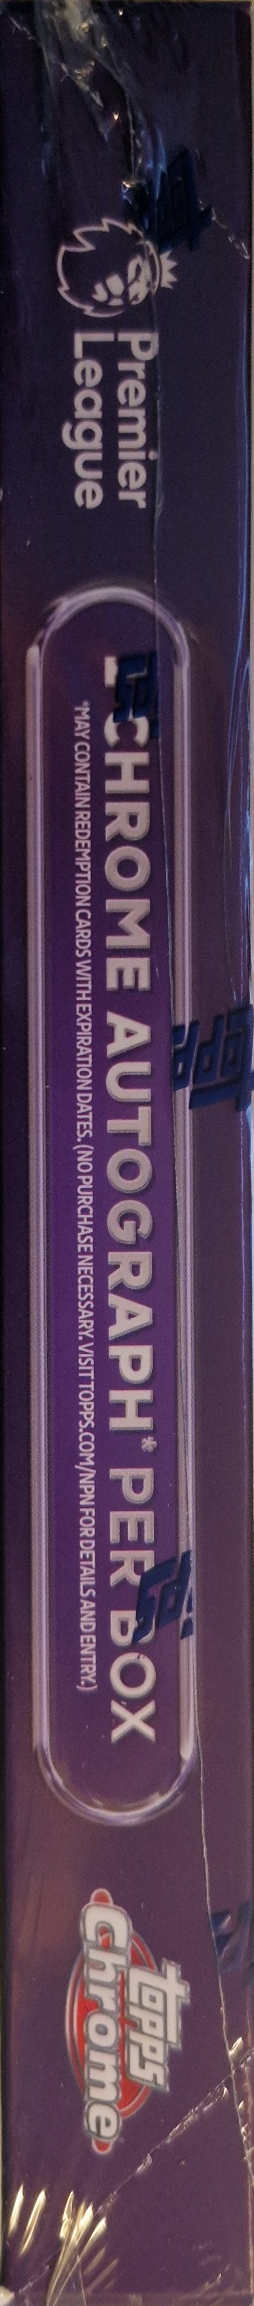 Premier
League
1 CHROME AUTOGRAPH* PER BOX
*MAY CONTAIN REDEMPTION CARDS WITH EXPIRATION DATES. (NO PURCHASE NECESSARY. VISIT TOPPS.COM/NPN FOR DETAILS AND ENTRY.)
topps
Chrome